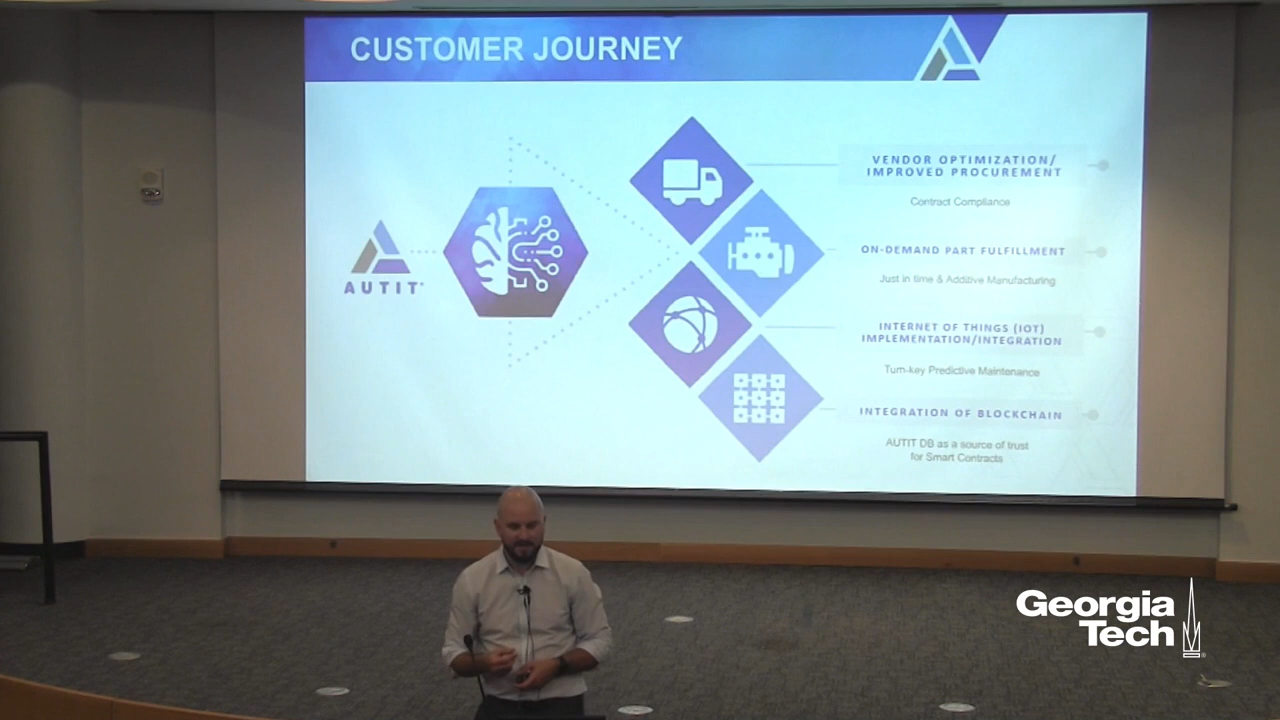 CUSTOMER JOURNEY
AUTIT
VENDOR OPTIMIZATION/
IMPROVED PROCUREMENT
Contract Compliance
ON-DEMAND PART FULFILLMENT
Just in time & Additive Manufacturing
INTERNET OF THINGS (IOT)
IMPLEMENTATION/INTEGRATION
Turn-key Predictive Maintenance
INTEGRATION OF BLOCKCHAIN
AUTIT DB as a source of trust
for Smart Contracts
Georgia
Tech